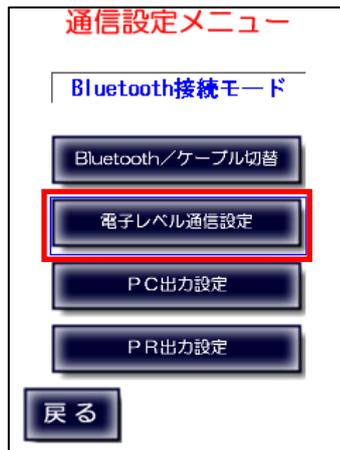 通信設定メニュー
Bluetooth接続モード
Bluetooth／ケーブル切替
電子レベル通信設定
ＰＣ出力設定
ＰＲ出力設定
戻る